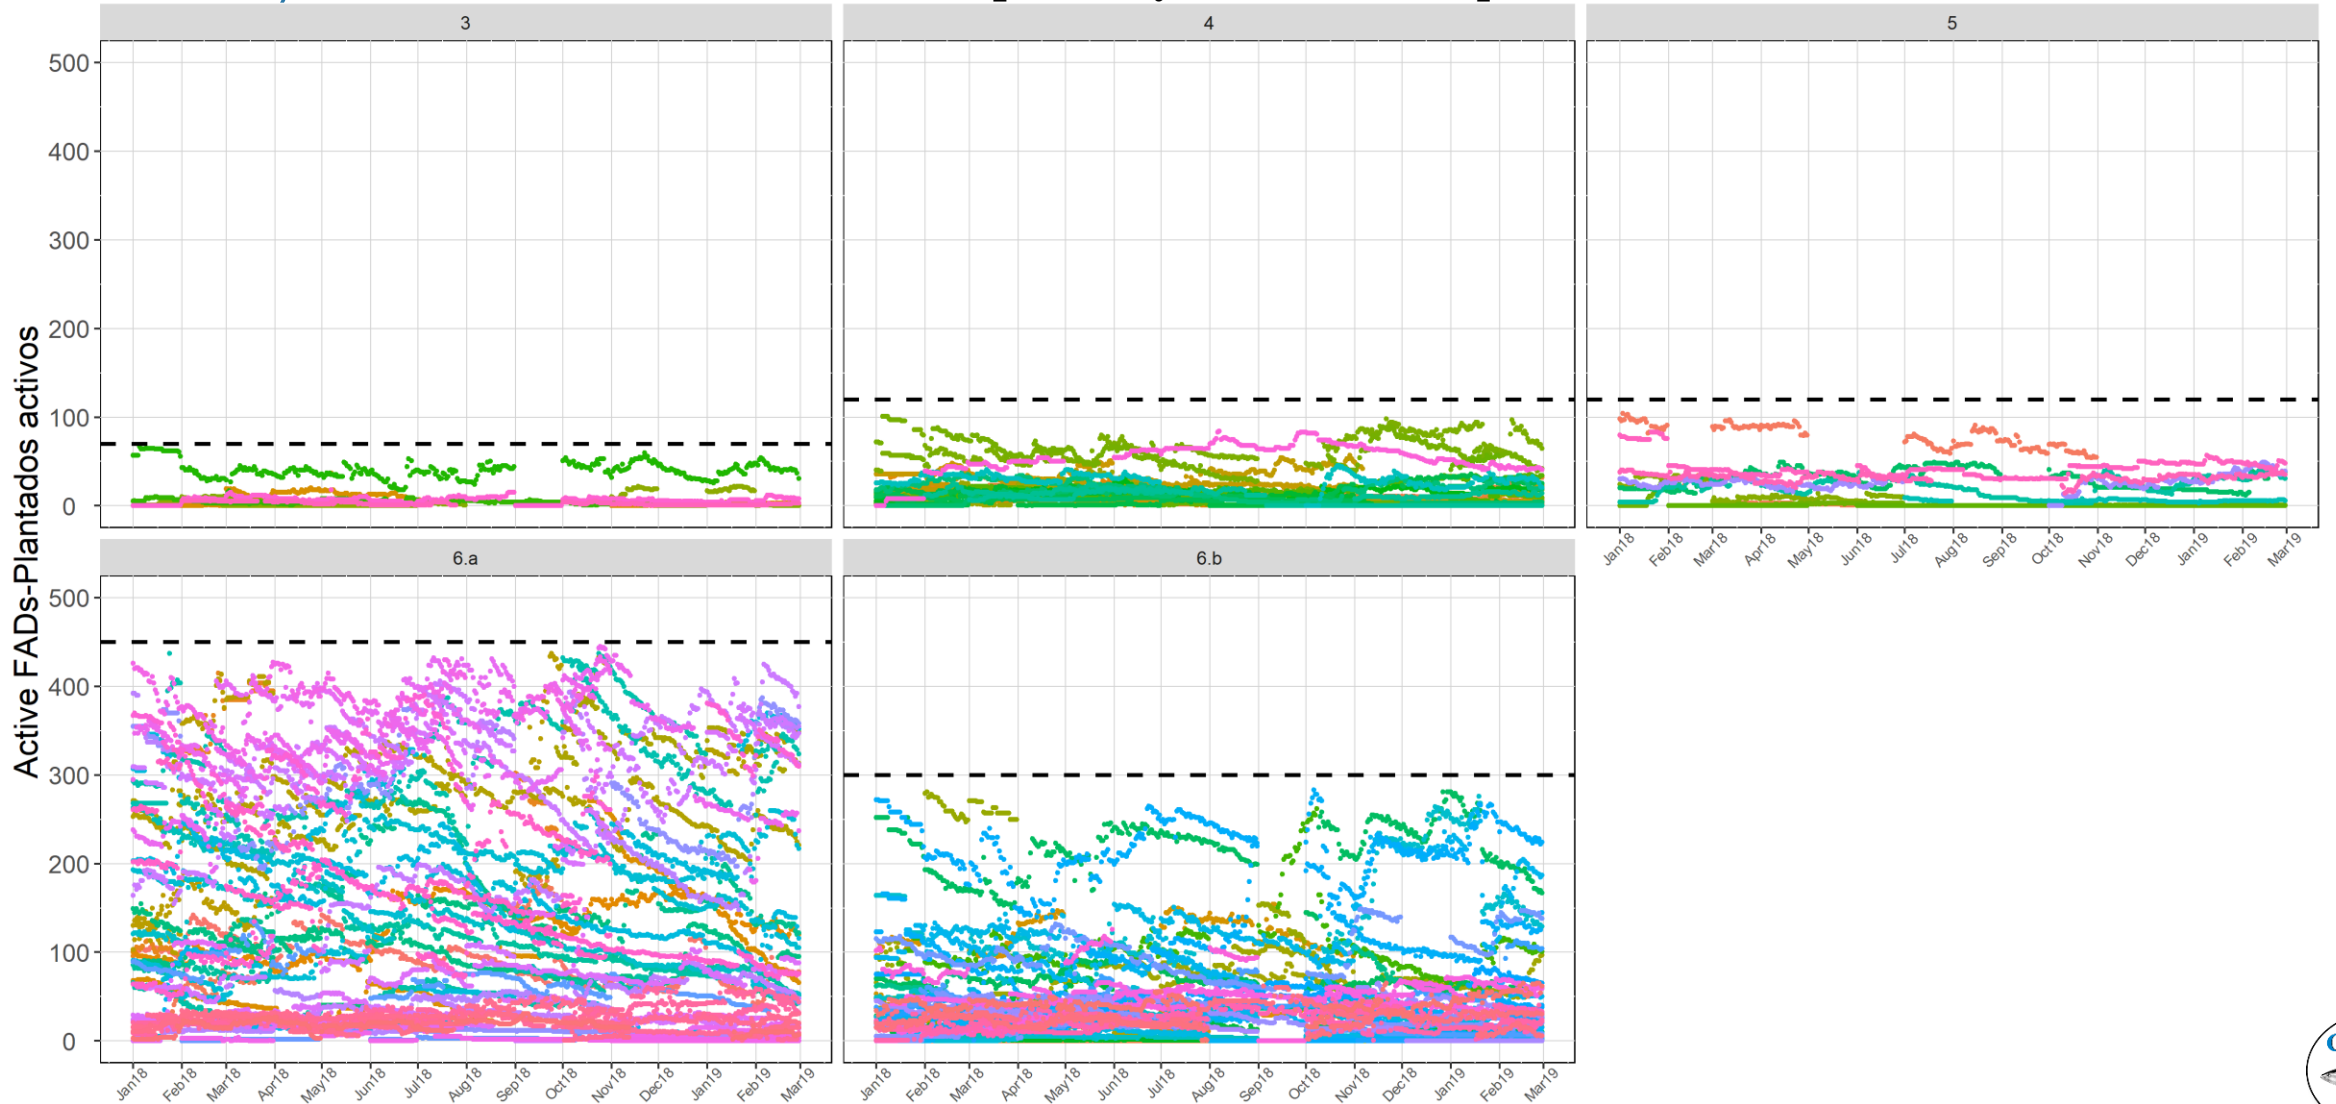 3
4
5
500
400
300
200
100
0
Active FADs-Plantados activos
Jan18 Feb18 Mar18 Apr18 May18 Jun18 Jul18 Aug18 Sep18 Oct18 Nov18 Dec18 Jan19 Feb19 Mar19
6.a
6.b
500
400
300
200
100
0
Jan18 Feb18 Mar18 Apr18 May18 Jun18 Jul18 Aug18 Sep18 Oct18 Nov18 Dec18 Jan19 Feb19 Mar19
Jan18 Feb18 Mar18 Apr18 May18 Jun18 Jul18 Aug18 Sep18 Oct18 Nov18 Dec18 Jan19 Feb19 Mar19